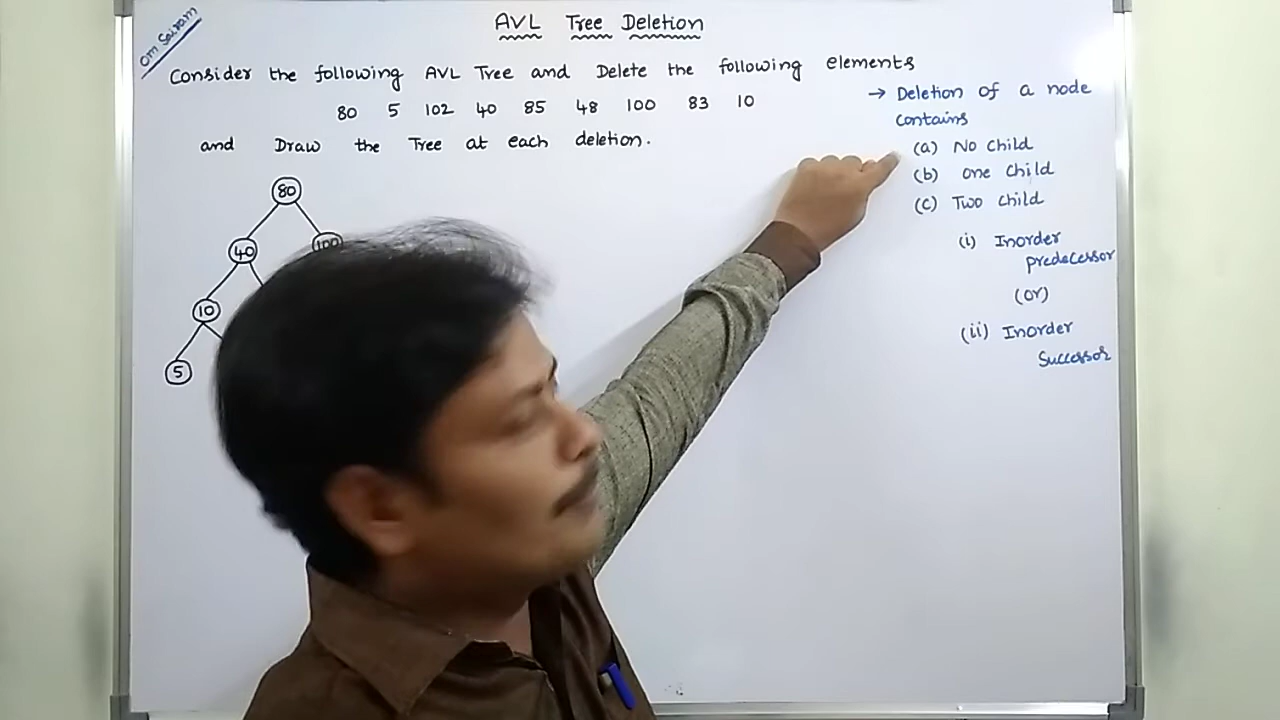 Om Sairam
AVL Tree Deletion
Consider the following AVL Tree and Delete the following elements
80 5 102 40 85 48 100 83 10
and Draw the Tree at each deletion.
→ Deletion of a node
contains
(a) No child
(b) one child
(c) Two child
(i) Inorder
predecessor
(or)
(ii) Inorder
Successor
80
40 100
10
5